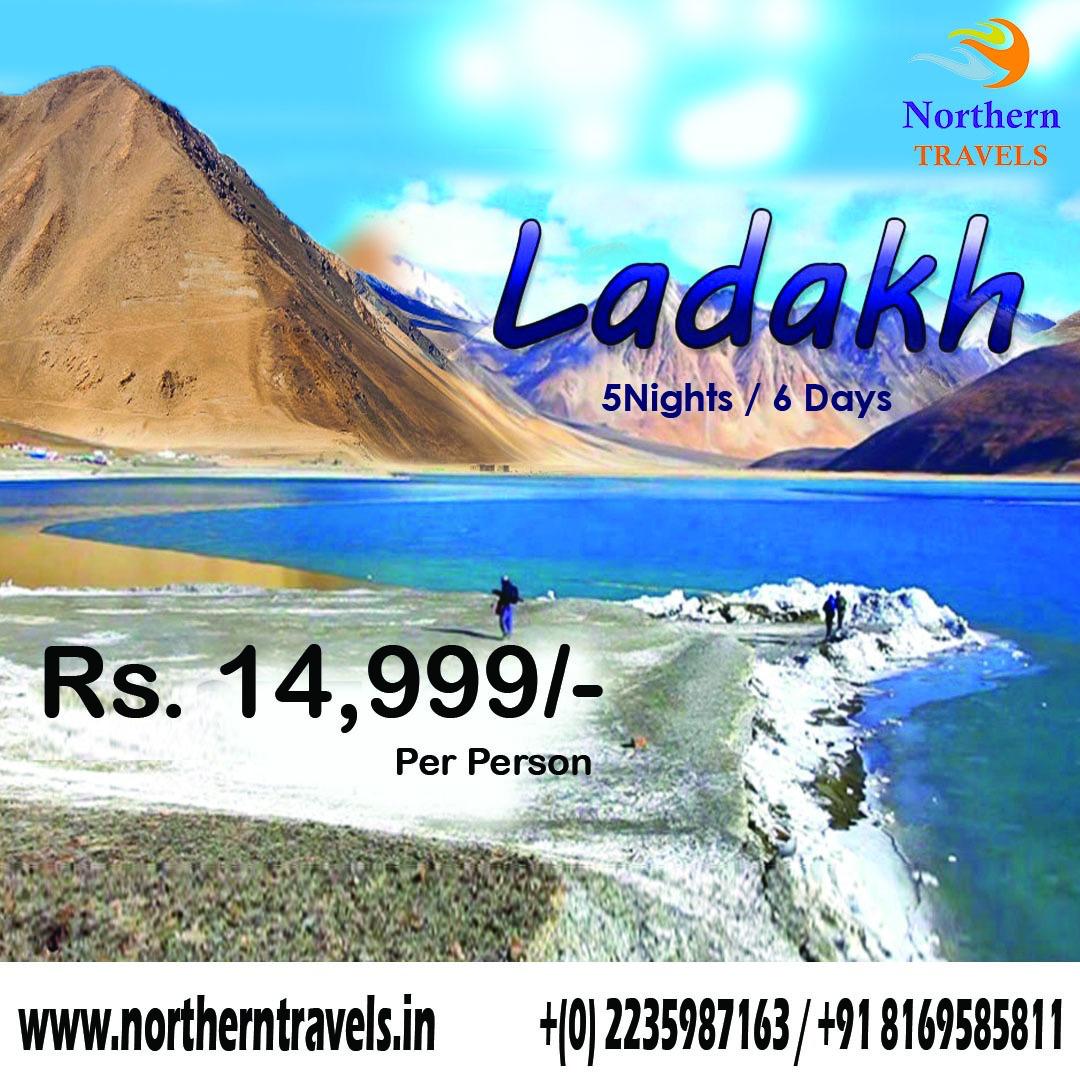 Northern
TRAVELS
Ladakh
5Nights / 6 Days
Rs. 14,999/-
Per Person
www.northerntravels.in +(0) 2235987163 / +91 8169585811